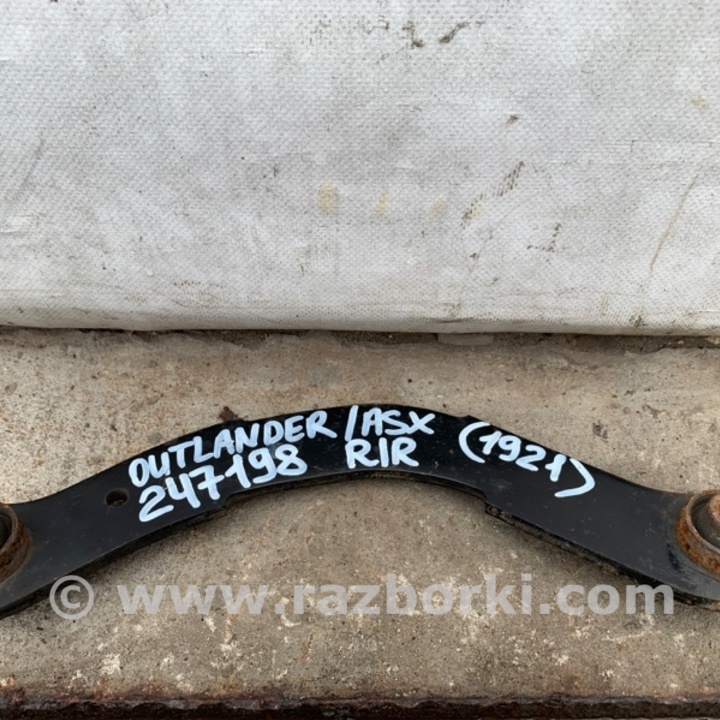 OUTLANDER/ASX (1921)
247198 R/R
© www.razborki.com